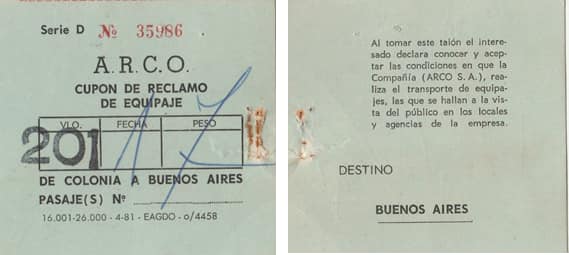 Serie D Nº 35986
A.R.C.O.
CUPON DE RECLAMO
DE EQUIPAJE
VLO. FECHA PESO
201
DE COLONIA A BUENOS AIRES
PASAJE(S) Nº
16.001-26.000 - 4-81 - EAGDO - o/4458
Al tomar este talón el intere-
sado declara conocer y acep-
tar las condiciones en que la
Compañía (ARCO S.A.), rea-
liza el transporte de equipa-
jes, las que se hallan a la vis-
ta del público en los locales
y agencias de la empresa.
DESTINO
BUENOS AIRES